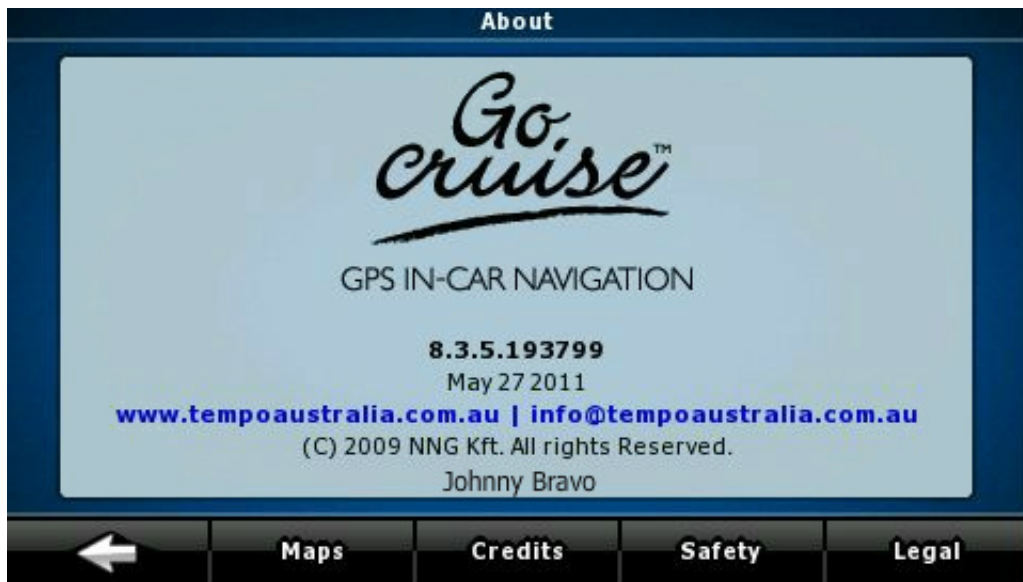 About
Go
cruise™
GPS IN-CAR NAVIGATION
8.3.5.193799
May 27 2011
www.tempoaustralia.com.au | info@tempoaustralia.com.au
(C) 2009 NNG Kft. All rights Reserved.
Johnny Bravo
Maps Credits Safety Legal